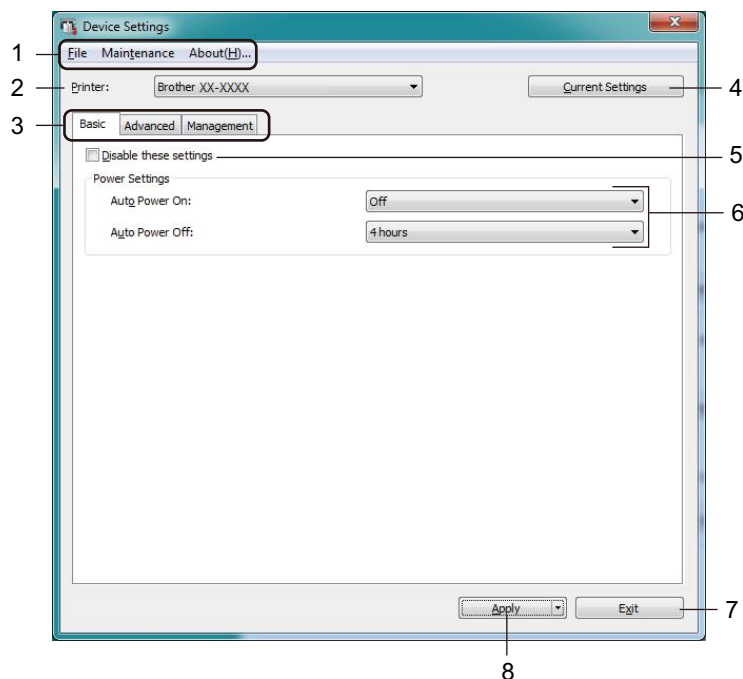 Device Settings
File Maintenance About(H)...
Printer: Brother XX-XXXX Current Settings
Basic Advanced Management
Disable these settings
Power Settings
Auto Power On: Off
Auto Power Off: 4 hours
Apply Exit
1
2
3
4
5
6
7
8